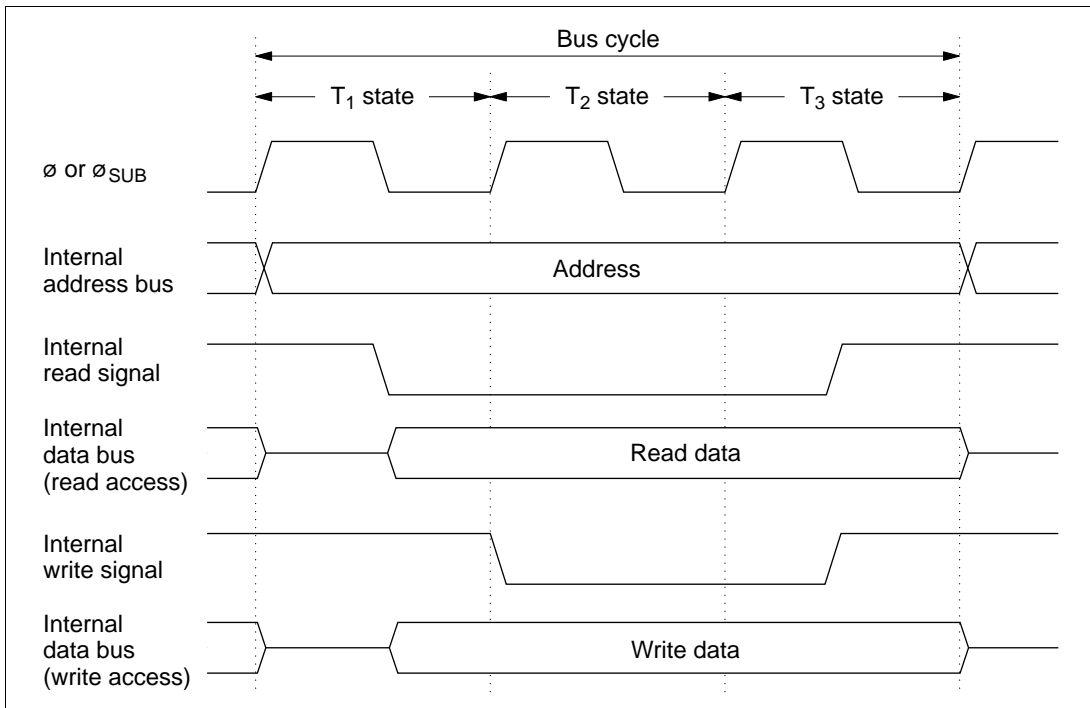 Bus cycle
T1 state
T2 state
T3 state
ø or øSUB
Internal
address bus
Address
Internal
read signal
Internal
data bus
(read access)
Read data
Internal
write signal
Internal
data bus
(write access)
Write data